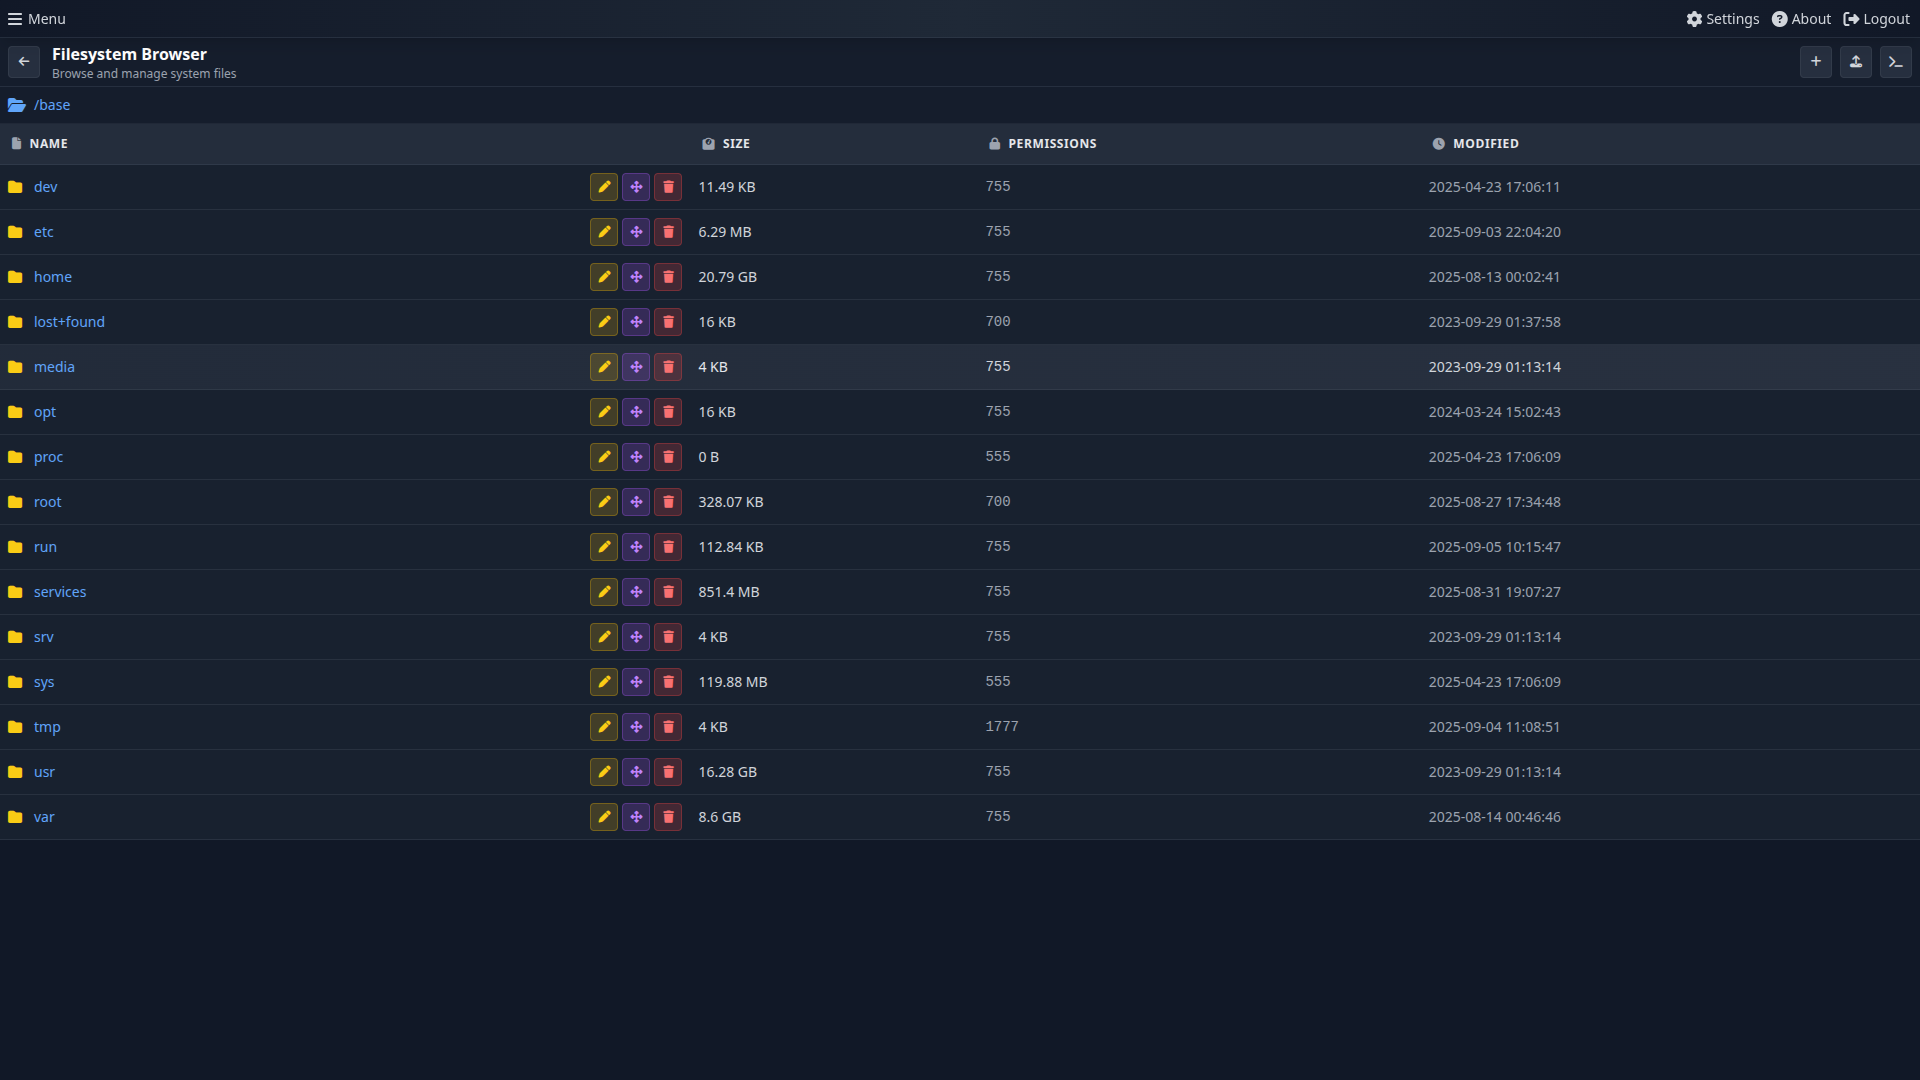 Menu Settings About Logout
Filesystem Browser
Browse and manage system files
/base
NAME SIZE PERMISSIONS MODIFIED
dev 11.49 KB 755 2025-04-23 17:06:11
etc 6.29 MB 755 2025-09-03 22:04:20
home 20.79 GB 755 2025-08-13 00:02:41
lost+found 16 KB 700 2023-09-29 01:37:58
media 4 KB 755 2023-09-29 01:13:14
opt 16 KB 755 2024-03-24 15:02:43
proc 0 B 555 2025-04-23 17:06:09
root 328.07 KB 700 2025-08-27 17:34:48
run 112.84 KB 755 2025-09-05 10:15:47
services 851.4 MB 755 2025-08-31 19:07:27
srv 4 KB 755 2023-09-29 01:13:14
sys 119.88 MB 555 2025-04-23 17:06:09
tmp 4 KB 1777 2025-09-04 11:08:51
usr 16.28 GB 755 2023-09-29 01:13:14
var 8.6 GB 755 2025-08-14 00:46:46